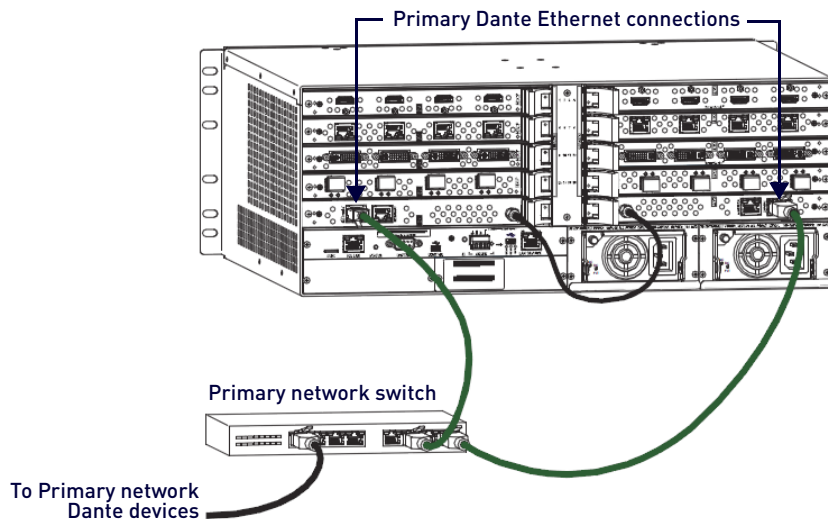 Primary Dante Ethernet connections
Primary network switch
To Primary network
Dante devices